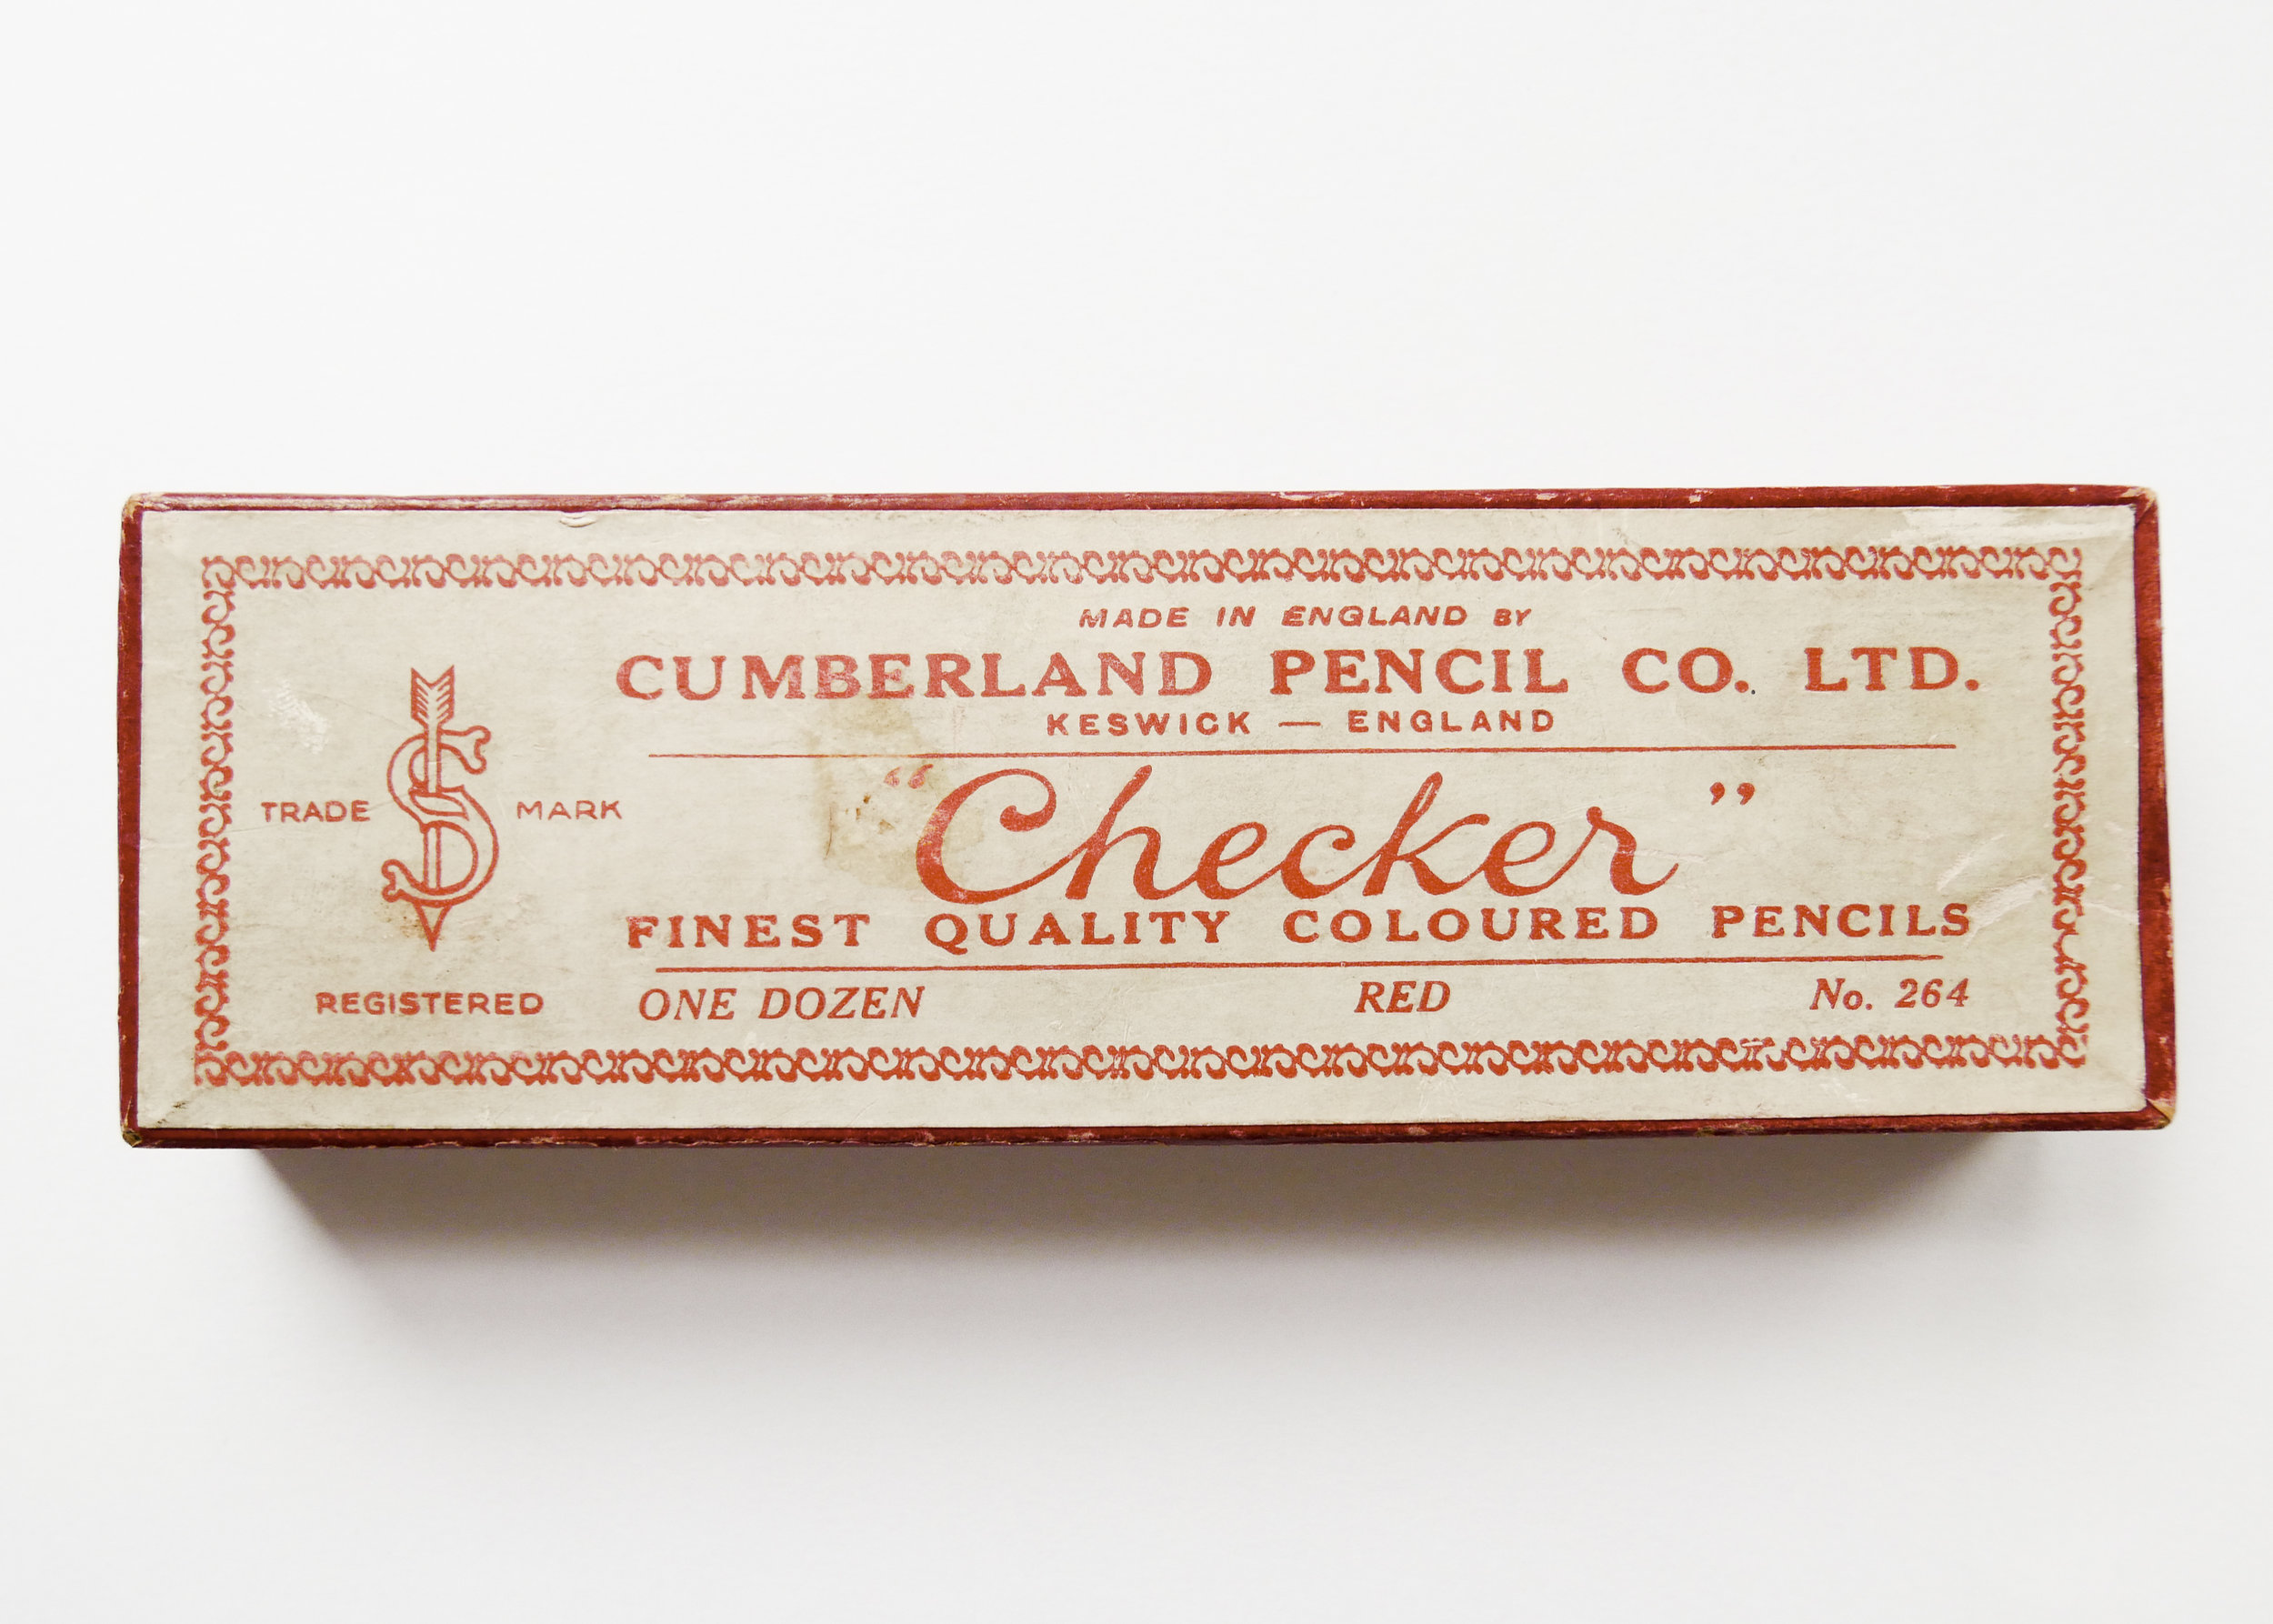 MADE IN ENGLAND BY
CUMBERLAND PENCIL CO. LTD.
KESWICK — ENGLAND
TRADE S MARK
REGISTERED
“Checker”
FINEST QUALITY COLOURED PENCILS
ONE DOZEN RED No. 264